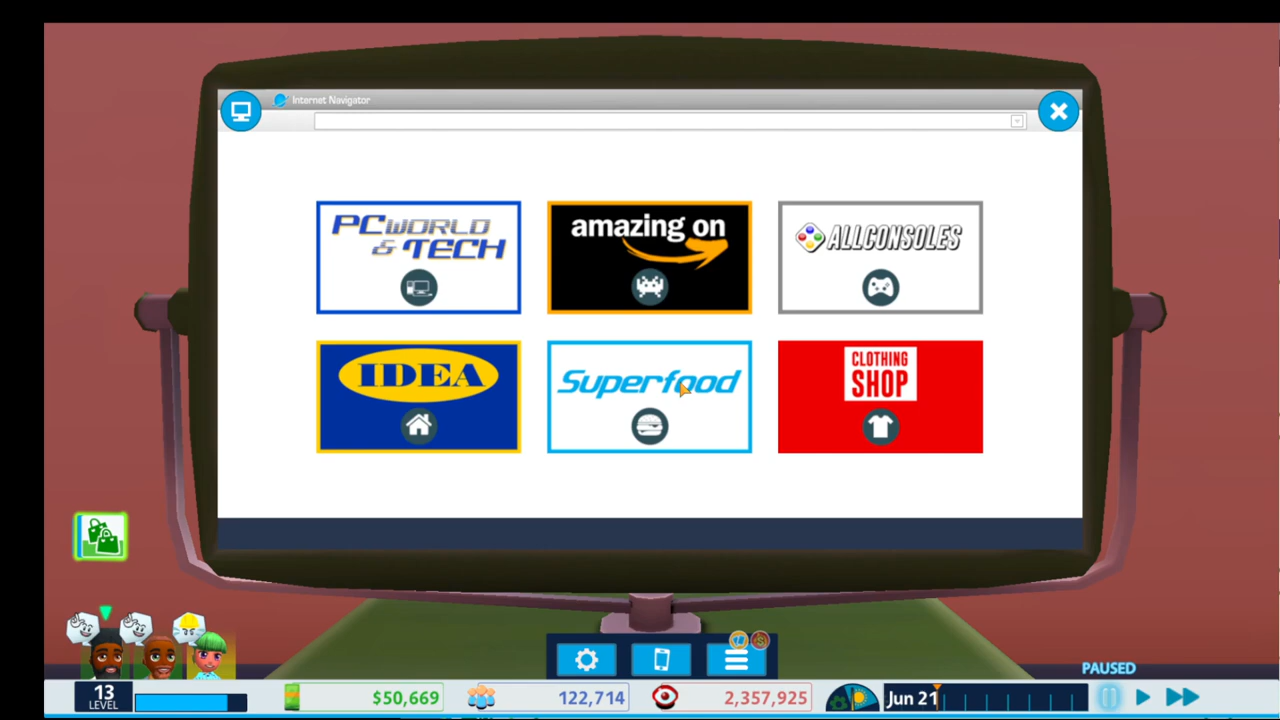 Internet Navigator
PCWORLD
& TECH
amazing on
ALLCONSOLES
IDEA
Superfood
CLOTHING
SHOP
PAUSED
13
LEVEL
$50,669
122,714
2,357,925
Jun 21